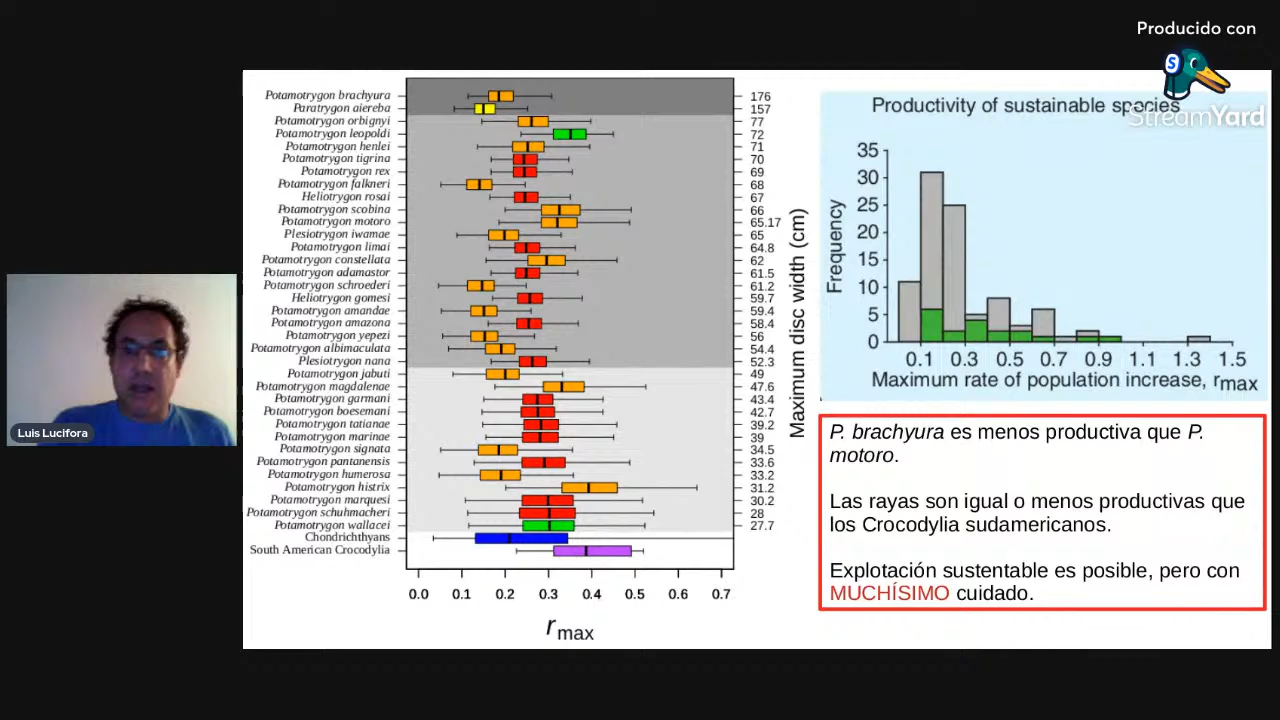 Producido con
S
StreamYard
Potamotrygon brachyura 176
Paratrygon aiereba 157
Potamotrygon orbignyi 77
Potamotrygon leopoldi 72
Potamotrygon henlei 71
Potamotrygon tigrina 70
Potamotrygon rex 69
Potamotrygon falkneri 68
Heliotrygon rosai 67
Potamotrygon scobina 66
Potamotrygon motoro 65.17
Plesiotrygon iwamae 65
Potamotrygon limai 64.8
Potamotrygon constellata 62
Potamotrygon adamastor 61.5
Potamotrygon schroederi 61.2
Heliotrygon gomesi 59.7
Potamotrygon amandae 59.4
Potamotrygon amazona 58.4
Potamotrygon yepezi 56
Potamotrygon albimaculata 54.4
Plesiotrygon nana 52.3
Potamotrygon jabuti 49
Potamotrygon magdalenae 47.6
Potamotrygon garmani 43.4
Potamotrygon boesemani 42.7
Potamotrygon tatianae 39.2
Potamotrygon marinae 39
Potamotrygon signata 34.5
Potamotrygon pantanensis 33.6
Potamotrygon humerosa 33.2
Potamotrygon histrix 31.2
Potamotrygon marquesi 30.2
Potamotrygon schuhmacheri 28
Potamotrygon wallacei 27.7
Chondrichthyans
South American Crocodylia
0.0 0.1 0.2 0.3 0.4 0.5 0.6 0.7
rmax
Maximum disc width (cm)
Productivity of sustainable species
Frequency
35
30
25
20
15
10
5
0
0.1 0.3 0.5 0.7 0.9 1.1 1.3 1.5
Maximum rate of population increase, rmax
P. brachyura es menos productiva que P.
motoro.
Las rayas son igual o menos productivas que
los Crocodylia sudamericanos.
Explotación sustentable es posible, pero con
MUCHÍSIMO cuidado.
Luis Lucifora